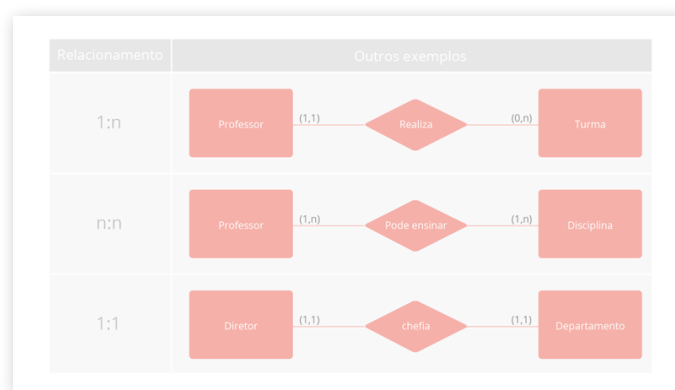 Relacionamento Outros exemplos
1:n Professor (1,1) Realiza (0,n) Turma
n:n Professor (1,n) Pode ensinar (1,n) Disciplina
1:1 Diretor (1,1) chefia (1,1) Departamento